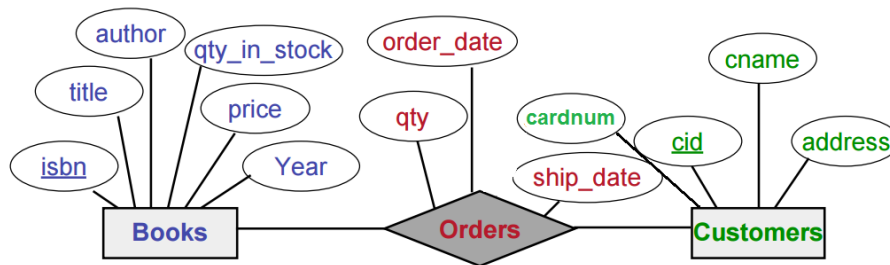 author
qty_in_stock
order_date
cname
title
price
qty
cardnum
cid
address
isbn
Year
ship_date
Books
Orders
Customers